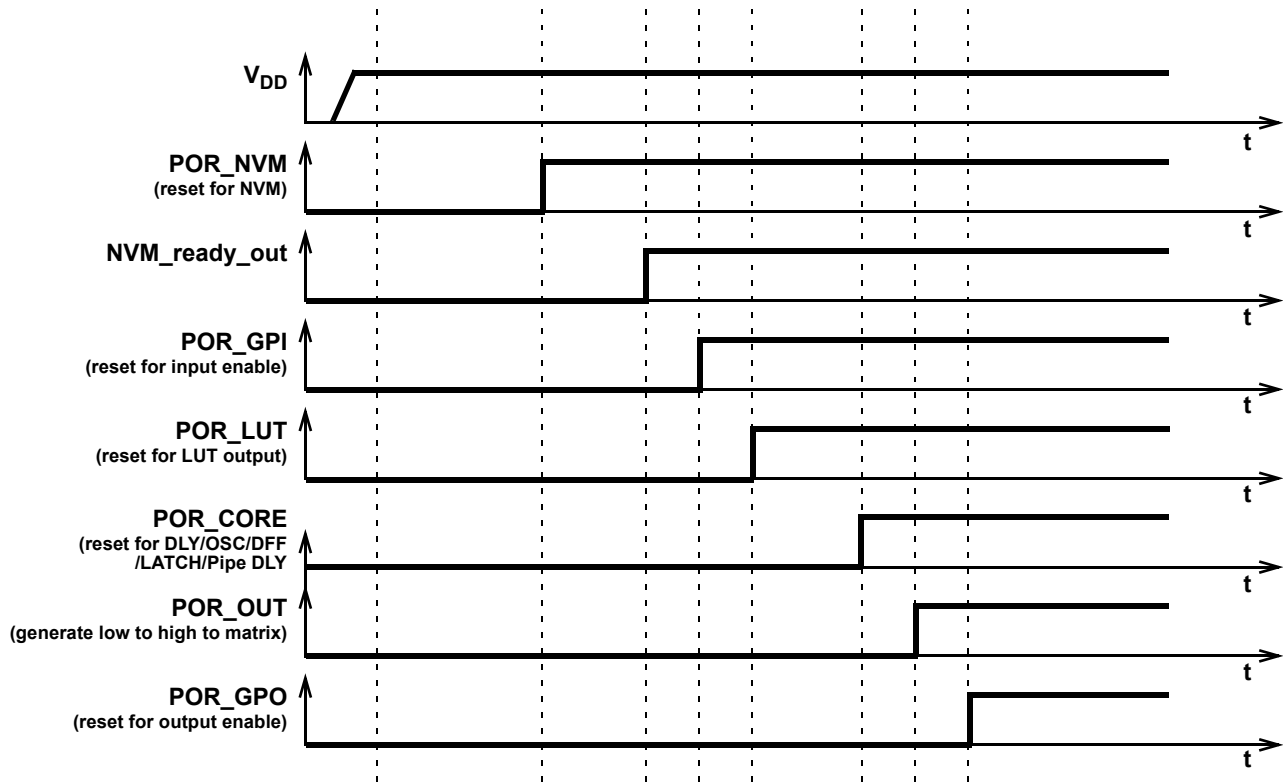 VDD
t
POR_NVM
(reset for NVM)
t
NVM_ready_out
t
POR_GPI
(reset for input enable)
t
POR_LUT
(reset for LUT output)
t
POR_CORE
(reset for DLY/OSC/DFF
/LATCH/Pipe DLY
t
POR_OUT
(generate low to high to matrix)
t
POR_GPO
(reset for output enable)
t